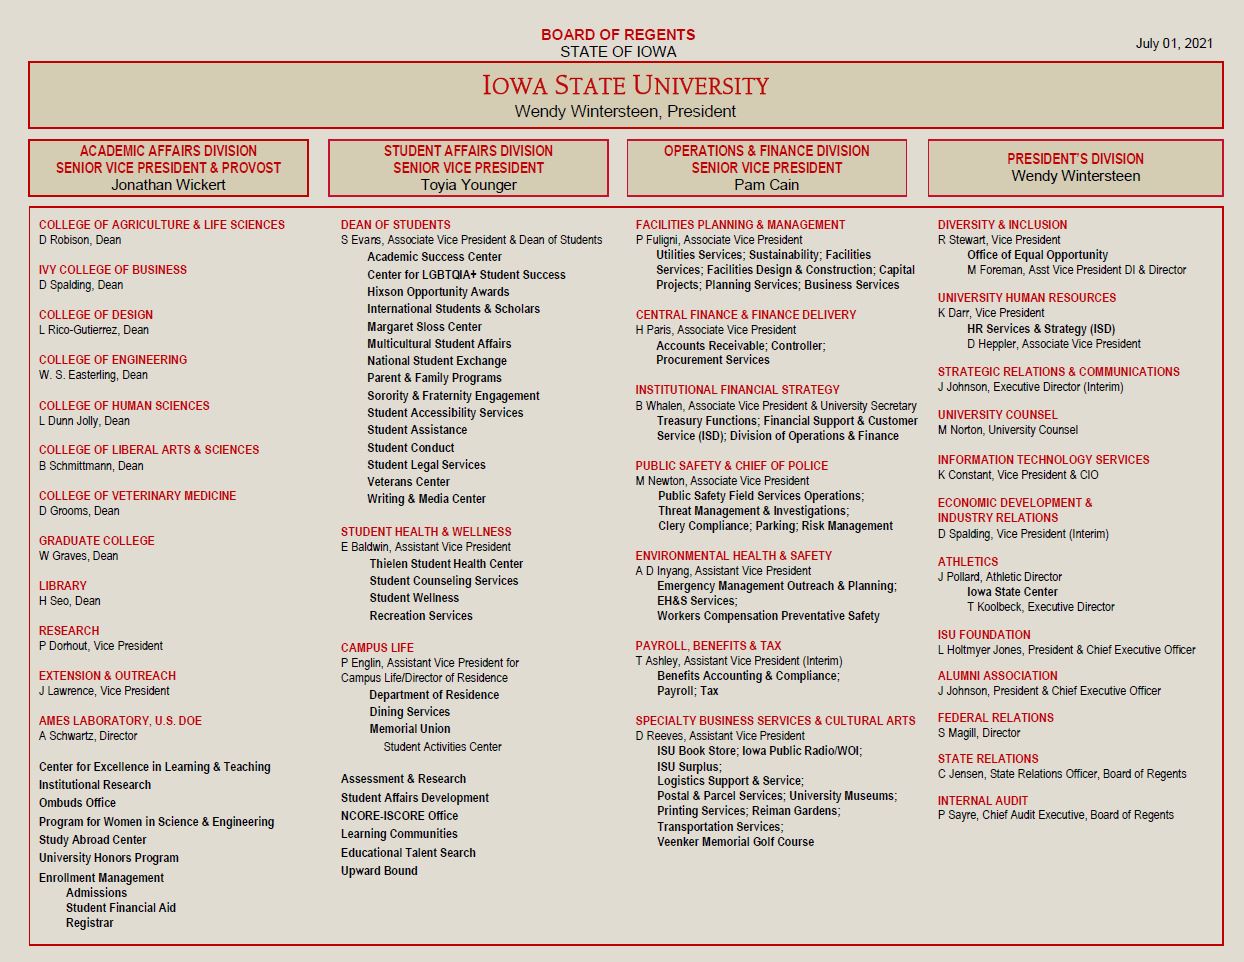 BOARD OF REGENTS
STATE OF IOWA
July 01, 2021
IOWA STATE UNIVERSITY
Wendy Wintersteen, President
ACADEMIC AFFAIRS DIVISION
SENIOR VICE PRESIDENT & PROVOST
Jonathan Wickert
STUDENT AFFAIRS DIVISION
SENIOR VICE PRESIDENT
Toyia Younger
OPERATIONS & FINANCE DIVISION
SENIOR VICE PRESIDENT
Pam Cain
PRESIDENT'S DIVISION
Wendy Wintersteen
COLLEGE OF AGRICULTURE & LIFE SCIENCES
D Robison, Dean
IVY COLLEGE OF BUSINESS
D Spalding, Dean
COLLEGE OF DESIGN
L Rico-Gutierrez, Dean
COLLEGE OF ENGINEERING
W. S. Easterling, Dean
COLLEGE OF HUMAN SCIENCES
L Dunn Jolly, Dean
COLLEGE OF LIBERAL ARTS & SCIENCES
B Schmittmann, Dean
COLLEGE OF VETERINARY MEDICINE
D Grooms, Dean
GRADUATE COLLEGE
W Graves, Dean
LIBRARY
H Seo, Dean
RESEARCH
P Dorhout, Vice President
EXTENSION & OUTREACH
J Lawrence, Vice President
AMES LABORATORY, U.S. DOE
A Schwartz, Director
Center for Excellence in Learning & Teaching
Institutional Research
Ombuds Office
Program for Women in Science & Engineering
Study Abroad Center
University Honors Program
Enrollment Management
Admissions
Student Financial Aid
Registrar
DEAN OF STUDENTS
S Evans, Associate Vice President & Dean of Students
Academic Success Center
Center for LGBTQIA+ Student Success
Hixson Opportunity Awards
International Students & Scholars
Margaret Sloss Center
Multicultural Student Affairs
National Student Exchange
Parent & Family Programs
Sorority & Fraternity Engagement
Student Accessibility Services
Student Assistance
Student Conduct
Student Legal Services
Veterans Center
Writing & Media Center
STUDENT HEALTH & WELLNESS
E Baldwin, Assistant Vice President
Thielen Student Health Center
Student Counseling Services
Student Wellness
Recreation Services
CAMPUS LIFE
P Englin, Assistant Vice President for
Campus Life/Director of Residence
Department of Residence
Dining Services
Memorial Union
Student Activities Center
Assessment & Research
Student Affairs Development
NCORE-ISCORE Office
Learning Communities
Educational Talent Search
Upward Bound
FACILITIES PLANNING & MANAGEMENT
P Fuligni, Associate Vice President
Utilities Services; Sustainability; Facilities
Services; Facilities Design & Construction; Capital
Projects; Planning Services; Business Services
CENTRAL FINANCE & FINANCE DELIVERY
H Paris, Associate Vice President
Accounts Receivable; Controller;
Procurement Services
INSTITUTIONAL FINANCIAL STRATEGY
B Whalen, Associate Vice President & University Secretary
Treasury Functions; Financial Support & Customer
Service (ISD); Division of Operations & Finance
PUBLIC SAFETY & CHIEF OF POLICE
M Newton, Associate Vice President
Public Safety Field Services Operations;
Threat Management & Investigations;
Clery Compliance; Parking; Risk Management
ENVIRONMENTAL HEALTH & SAFETY
A D Inyang, Assistant Vice President
Emergency Management Outreach & Planning;
EH&S Services;
Workers Compensation Preventative Safety
PAYROLL, BENEFITS & TAX
T Ashley, Assistant Vice President (Interim)
Benefits Accounting & Compliance;
Payroll; Tax
SPECIALTY BUSINESS SERVICES & CULTURAL ARTS
D Reeves, Assistant Vice President
ISU Book Store; Iowa Public Radio/WOI;
ISU Surplus;
Logistics Support & Service;
Postal & Parcel Services; University Museums;
Printing Services; Reiman Gardens;
Transportation Services;
Veenker Memorial Golf Course
DIVERSITY & INCLUSION
R Stewart, Vice President
Office of Equal Opportunity
M Foreman, Asst Vice President DI & Director
UNIVERSITY HUMAN RESOURCES
K Darr, Vice President
HR Services & Strategy (ISD)
D Heppler, Associate Vice President
STRATEGIC RELATIONS & COMMUNICATIONS
J Johnson, Executive Director (Interim)
UNIVERSITY COUNSEL
M Norton, University Counsel
INFORMATION TECHNOLOGY SERVICES
K Constant, Vice President & CIO
ECONOMIC DEVELOPMENT &
INDUSTRY RELATIONS
D Spalding, Vice President (Interim)
ATHLETICS
J Pollard, Athletic Director
Iowa State Center
T Koolbeck, Executive Director
ISU FOUNDATION
L Holtmyer Jones, President & Chief Executive Officer
ALUMNI ASSOCIATION
J Johnson, President & Chief Executive Officer
FEDERAL RELATIONS
S Magill, Director
STATE RELATIONS
C Jensen, State Relations Officer, Board of Regents
INTERNAL AUDIT
P Sayre, Chief Audit Executive, Board of Regents